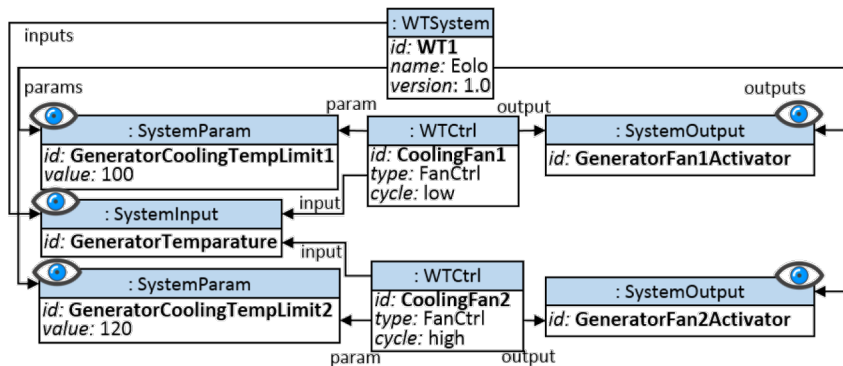 : WTSystem
inputs
id: WT1
name: Eolo
version: 1.0
params
outputs
param
output
: SystemParam
id: GeneratorCoolingTempLimit1
value: 100
: WTCtrl
id: CoolingFan1
type: FanCtrl
cycle: low
: SystemOutput
id: GeneratorFan1Activator
input
: SystemInput
id: GeneratorTemparature
input
: SystemParam
id: GeneratorCoolingTempLimit2
value: 120
: WTCtrl
id: CoolingFan2
type: FanCtrl
cycle: high
: SystemOutput
id: GeneratorFan2Activator
param
output